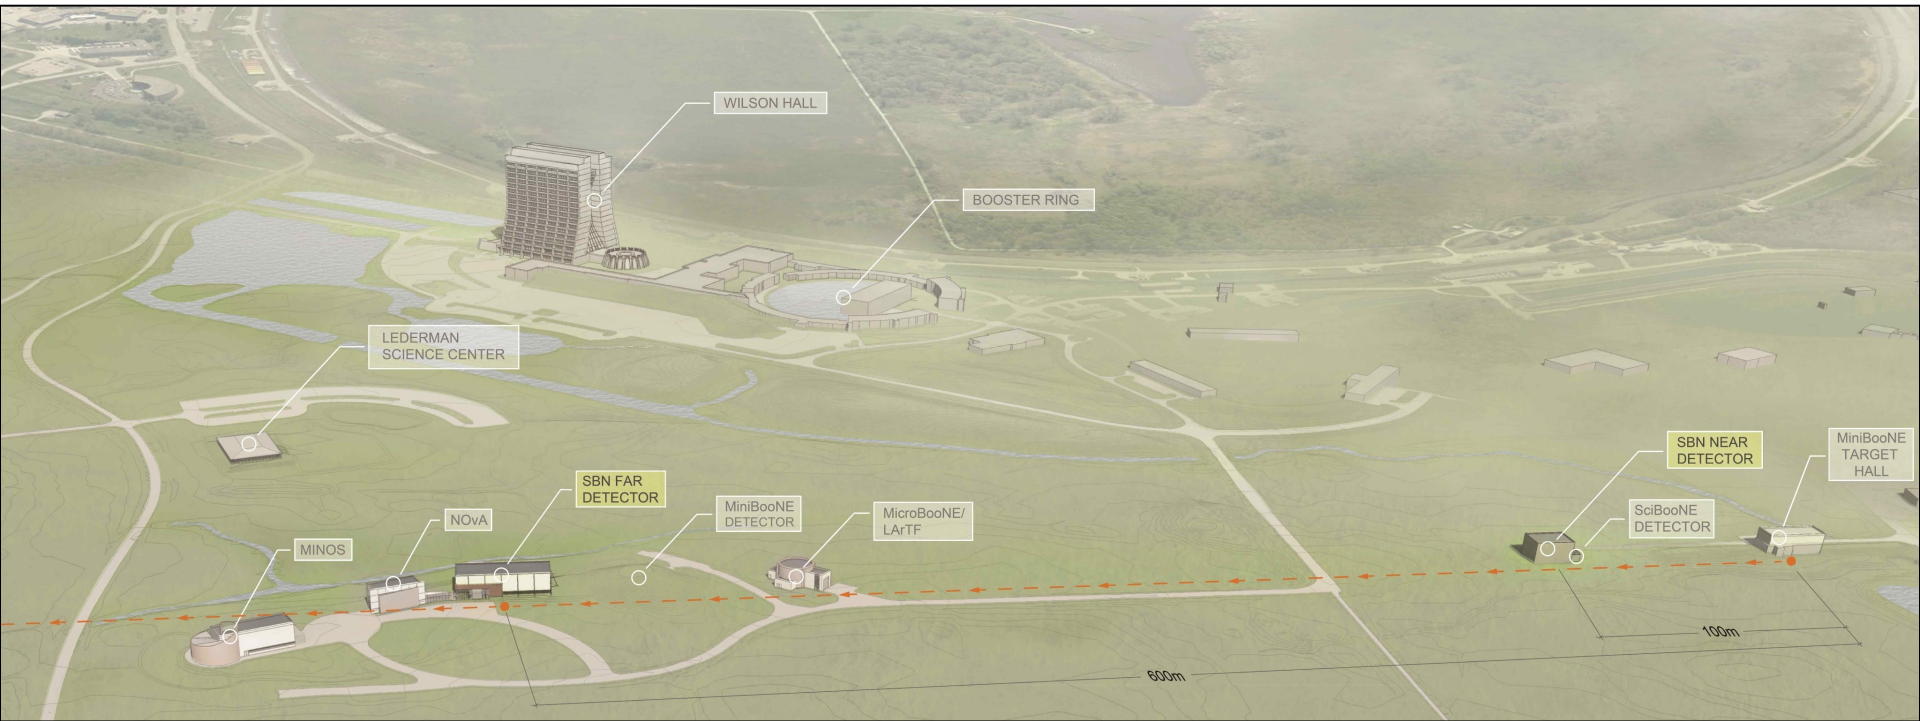 WILSON HALL
BOOSTER RING
LEDERMAN
SCIENCE CENTER
SBN NEAR
DETECTOR
MiniBooNE
TARGET
HALL
SBN FAR
DETECTOR
MiniBooNE
DETECTOR
MicroBooNE/
LArTF
SciBooNE
DETECTOR
NOvA
MINOS
100m
600m